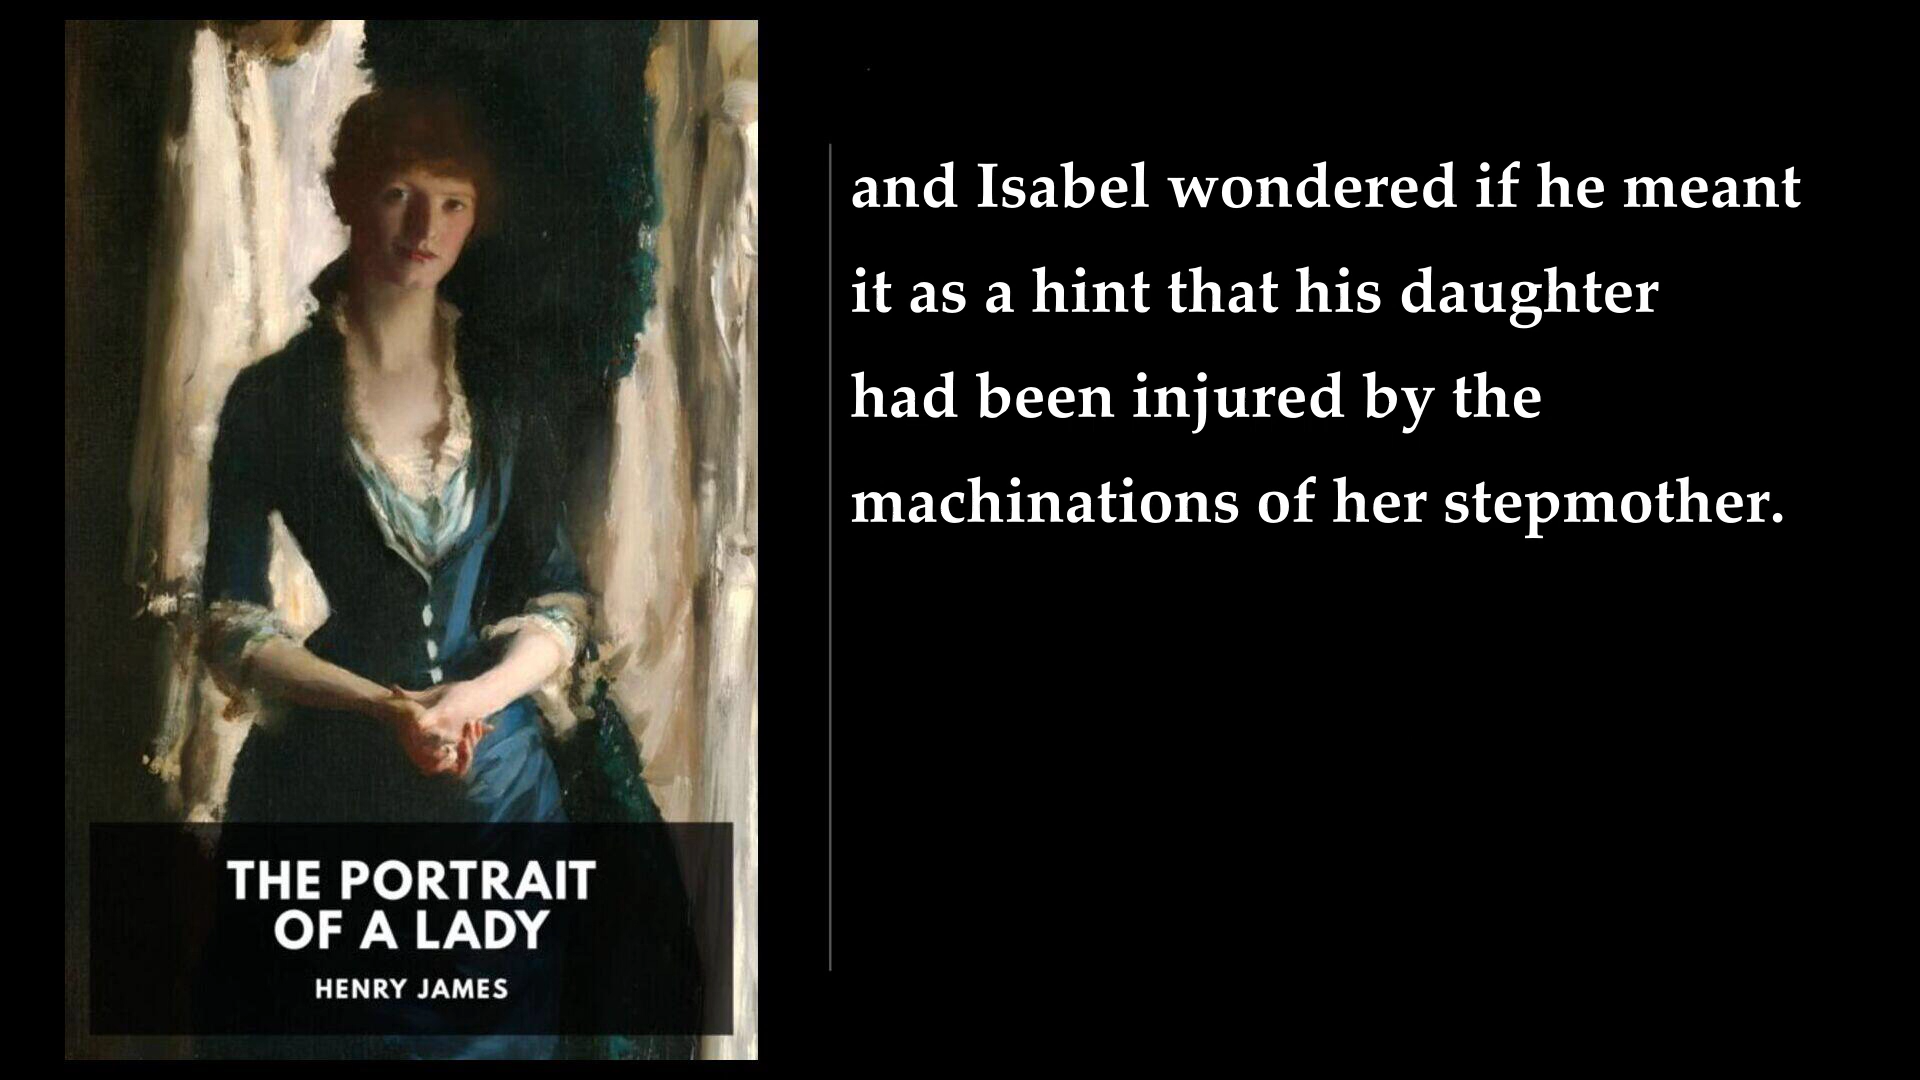 THE PORTRAIT
OF A LADY
HENRY JAMES
and Isabel wondered if he meant
it as a hint that his daughter
had been injured by the
machinations of her stepmother.